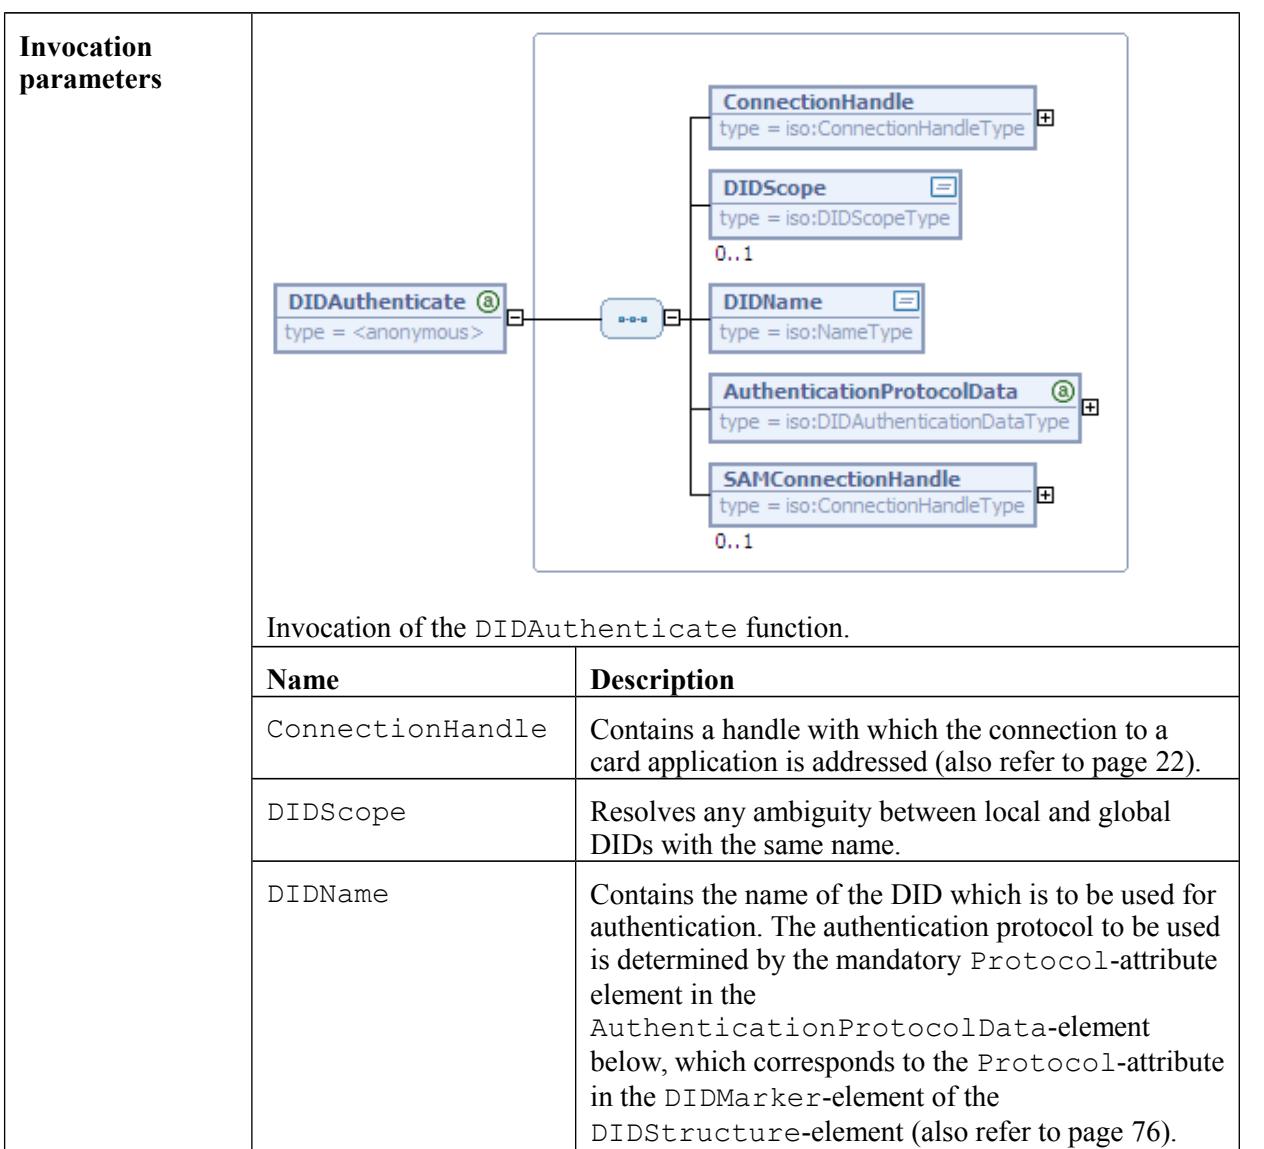 Invocation
parameters
ConnectionHandle
type = iso:ConnectionHandleType
DIDScope
type = iso:DIDScopeType
0..1
DIDAuthenticate @
type = <anonymous>
DIDName
type = iso:NameType
AuthenticationProtocolData @
type = iso:DIDAuthenticationDataType
SAMConnectionHandle
type = iso:ConnectionHandleType
0..1
Invocation of the DIDAuthenticate function.
Name Description
ConnectionHandle Contains a handle with which the connection to a
card application is addressed (also refer to page 22).
DIDScope Resolves any ambiguity between local and global
DIDs with the same name.
DIDName Contains the name of the DID which is to be used for
authentication. The authentication protocol to be used
is determined by the mandatory Protocol-attribute
element in the
AuthenticationProtocolData-element
below, which corresponds to the Protocol-attribute
in the DIDMarker-element of the
DIDStructure-element (also refer to page 76).